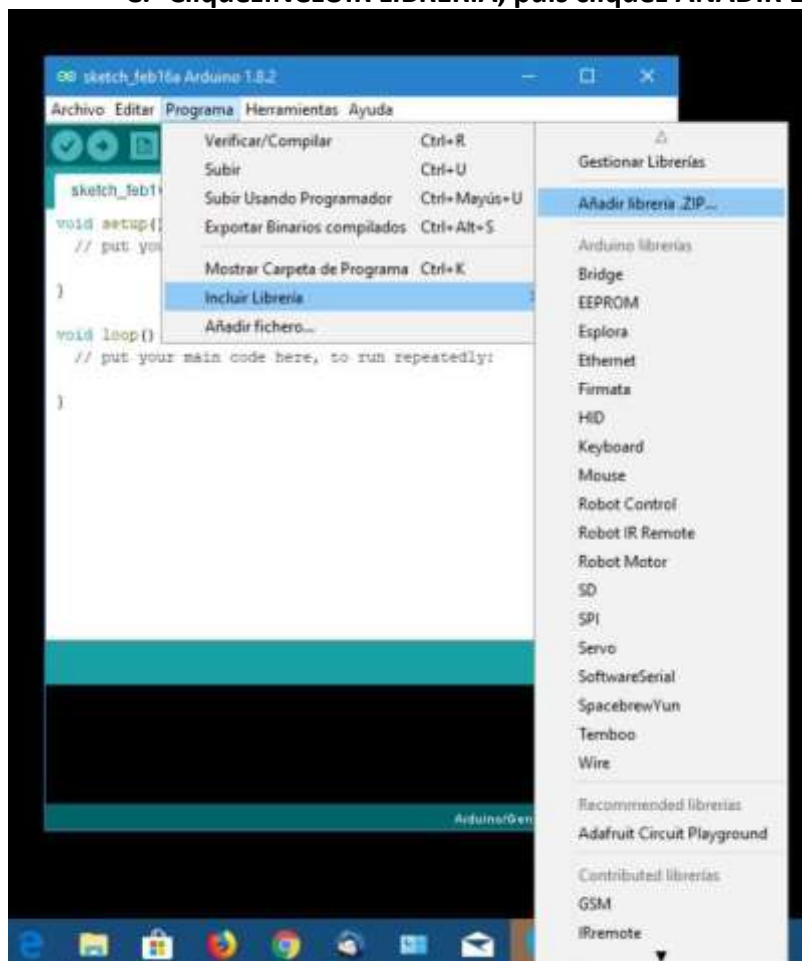 sketch_feb16a Arduino 1.8.2
Archivo Editar Programa Herramientas Ayuda
Verificar/Compilar Ctrl+R
Subir Ctrl+U
Subir Usando Programador Ctrl+Mayús+U
Exportar Binarios compilados Ctrl+Alt+S
Mostrar Carpeta de Programa Ctrl+K
Incluir Librería
Añadir fichero...
Gestionar Librerías
Añadir librería .ZIP...
Arduino librerías
Bridge
EEPROM
Esplora
Ethernet
Firmata
HID
Keyboard
Mouse
Robot Control
Robot IR Remote
Robot Motor
SD
SPI
Servo
SoftwareSerial
SpacebrewYun
Temboo
Wire
Recommended librerías
Adafruit Circuit Playground
Contributed librerías
GSM
IRremote
sketch_feb1
void setup()
// put you
}
void loop()
// put your main code here, to run repeatedly:
}
Arduino/Gen